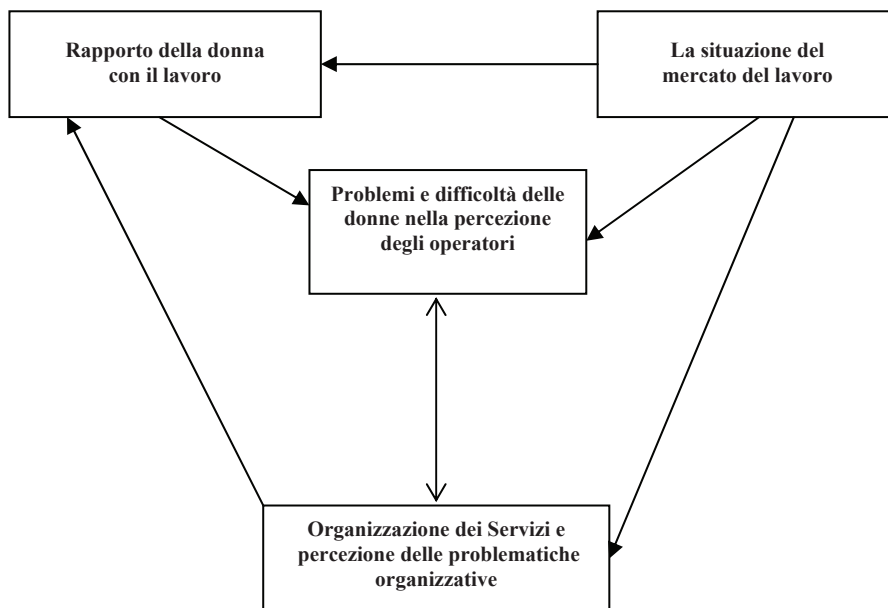 Rapporto della donna
con il lavoro
La situazione del
mercato del lavoro
Problemi e difficoltà delle
donne nella percezione
degli operatori
Organizzazione dei Servizi e
percezione delle problematiche
organizzative